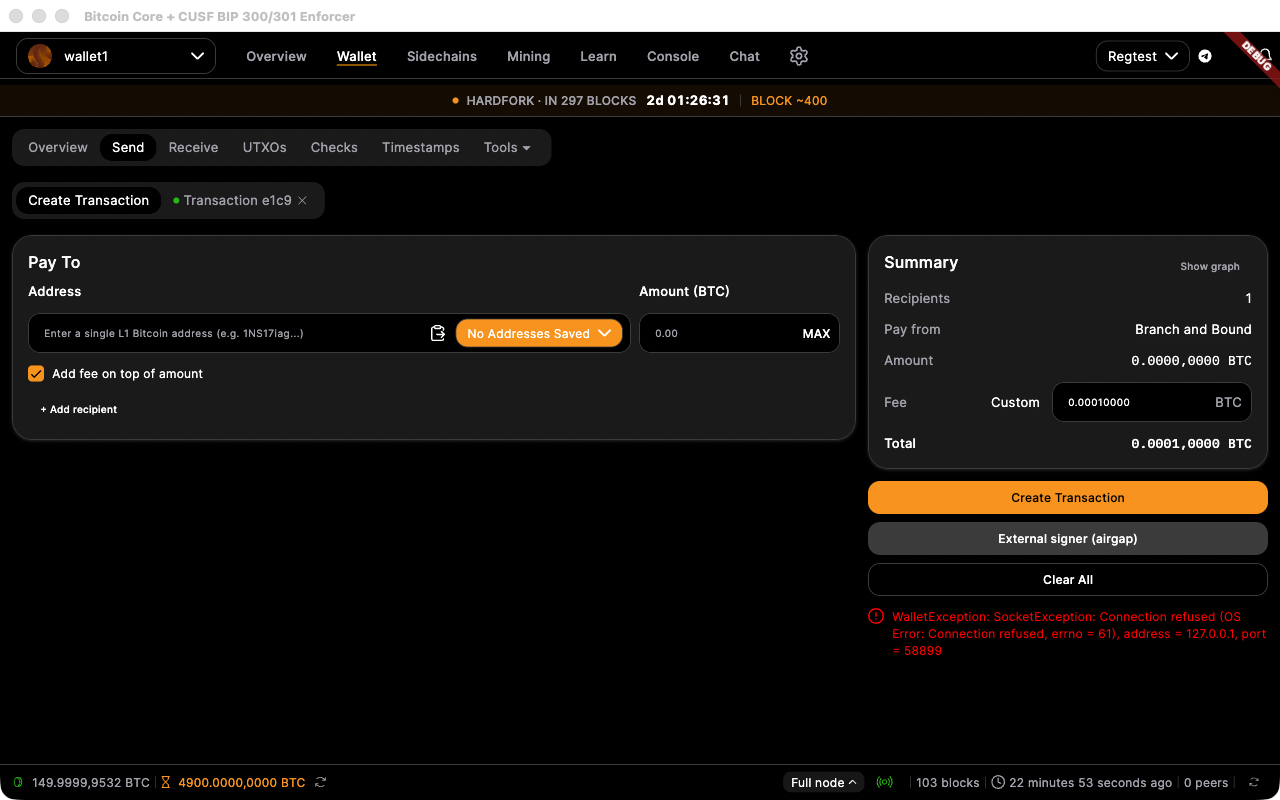 Bitcoin Core + CUSF BIP 300/301 Enforcer
wallet1
Overview Wallet Sidechains Mining Learn Console Chat
Regtest
DEBUG
HARDFORK · IN 297 BLOCKS 2d 01:26:31 BLOCK ~400
Overview Send Receive UTXOs Checks Timestamps Tools
Create Transaction Transaction e1c9
Pay To
Address Amount (BTC)
Enter a single L1 Bitcoin address (e.g. 1NS17iag...) No Addresses Saved 0.00 MAX
Add fee on top of amount
+ Add recipient
Summary Show graph
Recipients 1
Pay from Branch and Bound
Amount 0.0000,0000 BTC
Fee Custom 0.00010000 BTC
Total 0.0001,0000 BTC
Create Transaction
External signer (airgap)
Clear All
WalletException: SocketException: Connection refused (OS
Error: Connection refused, errno = 61), address = 127.0.0.1, port
= 58899
149.9999,9532 BTC 4900.0000,0000 BTC Full node 103 blocks 22 minutes 53 seconds ago 0 peers